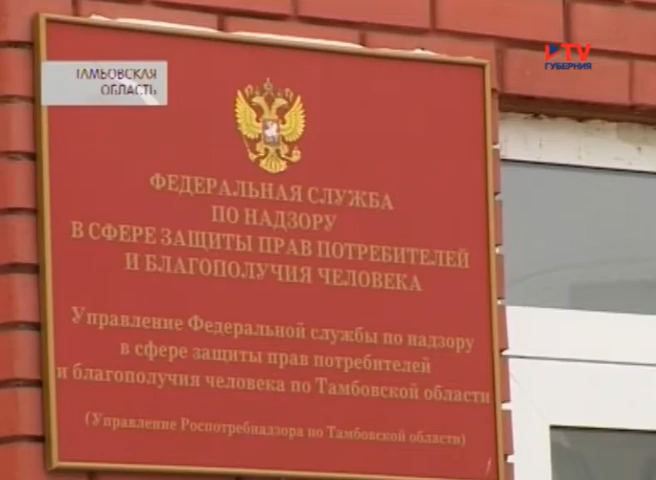 ТАМБОВСКАЯ
ОБЛАСТЬ
TV
ГУБЕРНИЯ
ФЕДЕРАЛЬНАЯ СЛУЖБА
ПО НАДЗОРУ
В СФЕРЕ ЗАЩИТЫ ПРАВ ПОТРЕБИТЕЛЕЙ
И БЛАГОПОЛУЧИЯ ЧЕЛОВЕКА
Управление Федеральной службы по надзору
в сфере защиты прав потребителей
и благополучия человека по Тамбовской области
(Управление Роспотребнадзора по Тамбовской области)